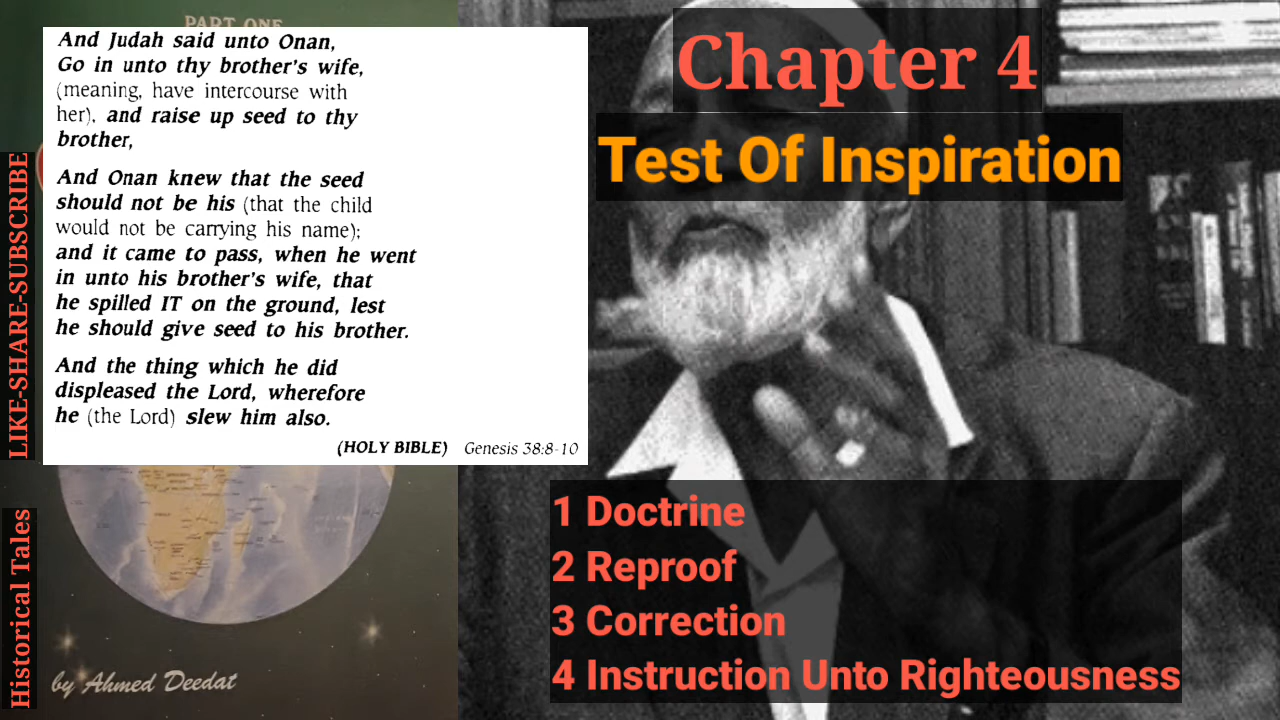 PART ONE
And Judah said unto Onan,
Go in unto thy brother's wife,
(meaning, have intercourse with
her), and raise up seed to thy
brother,
And Onan knew that the seed
should not be his (that the child
would not be carrying his name);
and it came to pass, when he went
in unto his brother's wife, that
he spilled IT on the ground, lest
he should give seed to his brother.
And the thing which he did
displeased the Lord, wherefore
he (the Lord) slew him also.
(HOLY BIBLE) Genesis 38:8-10
Chapter 4
Test Of Inspiration
1 Doctrine
2 Reproof
3 Correction
4 Instruction Unto Righteousness
LIKE-SHARE-SUBSCRIBE
Historical Tales
by Ahmed Deedat